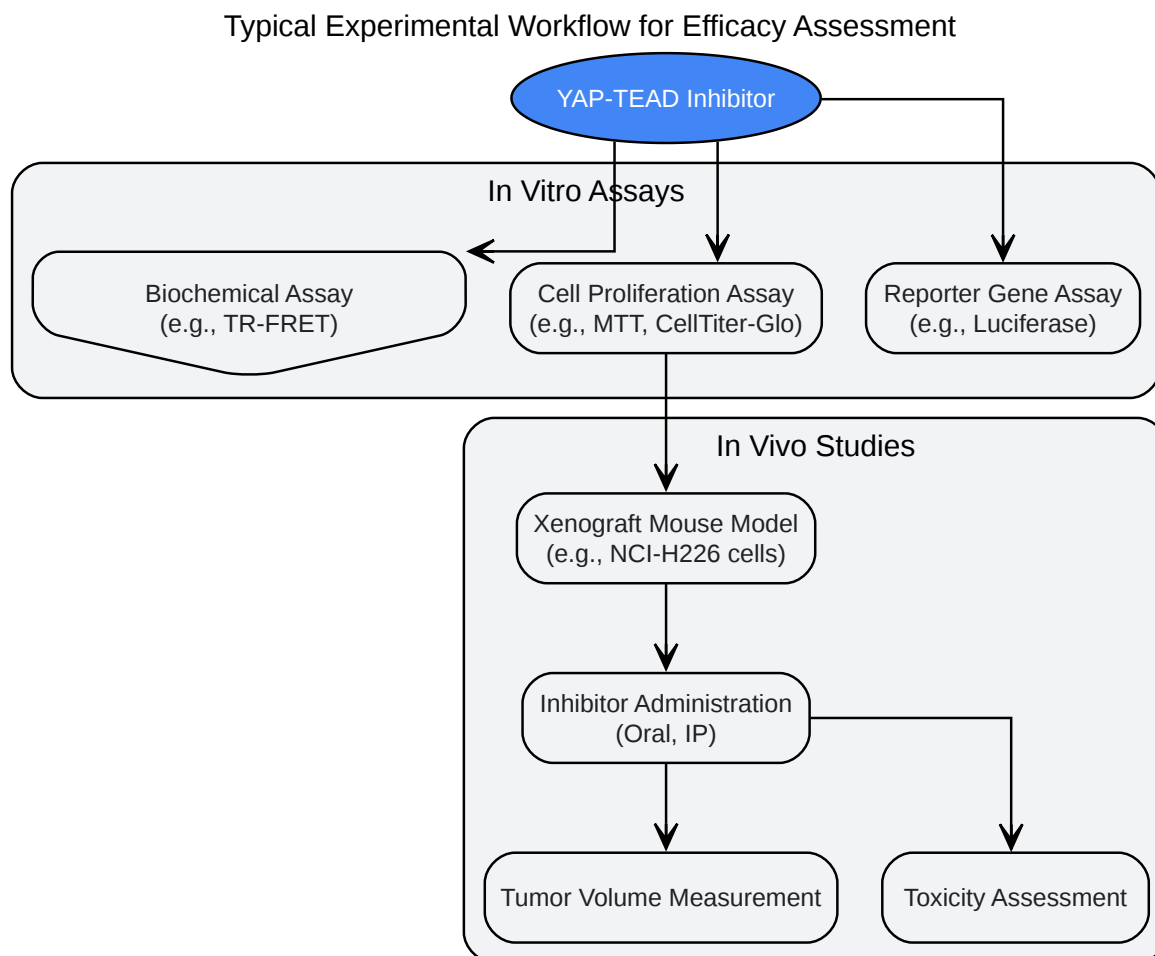 Typical Experimental Workflow for Efficacy Assessment
YAP-TEAD Inhibitor
In Vitro Assays
Biochemical Assay
(e.g., TR-FRET)
Cell Proliferation Assay
(e.g., MTT, CellTiter-Glo)
Reporter Gene Assay
(e.g., Luciferase)
In Vivo Studies
Xenograft Mouse Model
(e.g., NCI-H226 cells)
Inhibitor Administration
(Oral, IP)
Tumor Volume Measurement
Toxicity Assessment